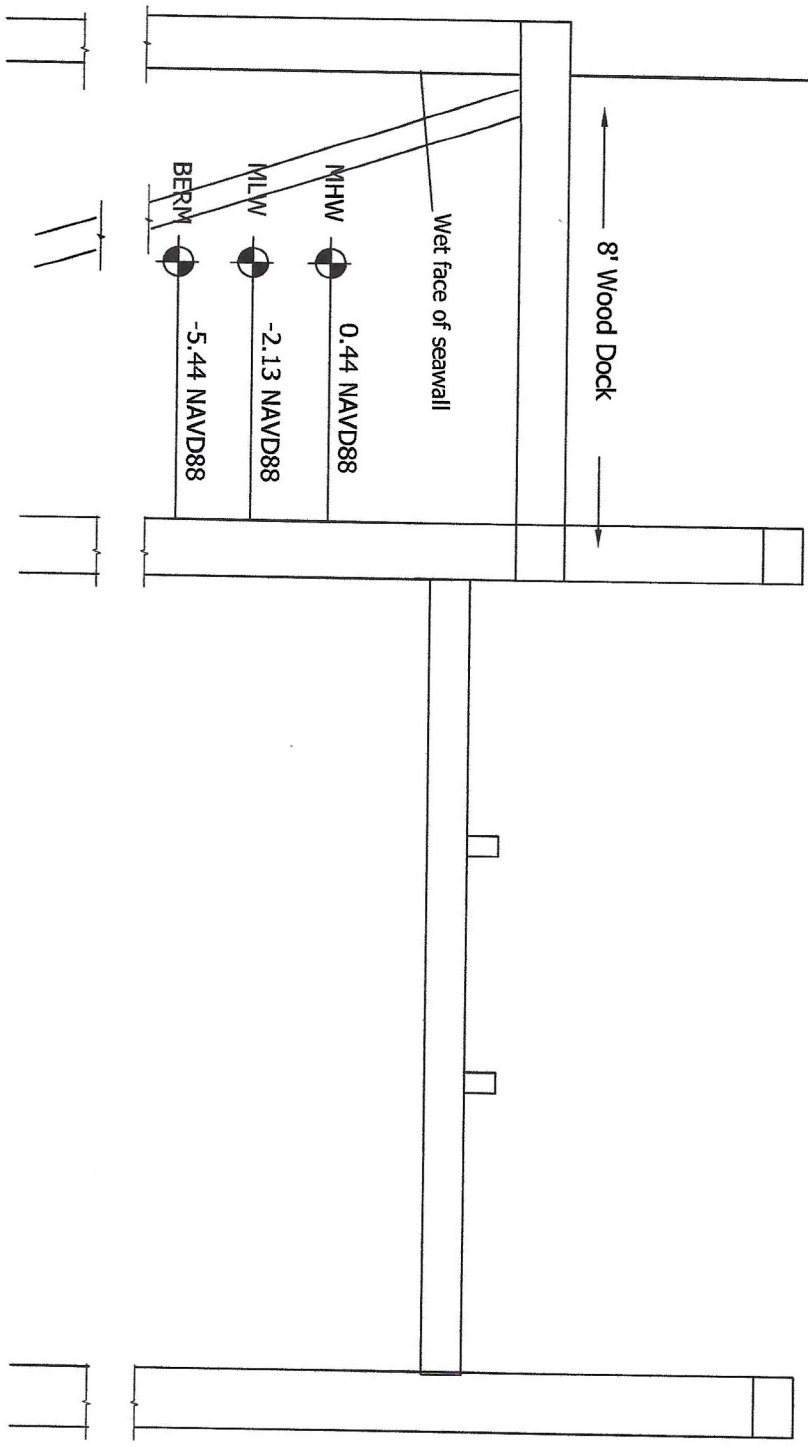 8' Wood Dock
Wet face of seawall
MHW
0.44 NAVD88
MLW
-2.13 NAVD88
BERM
-5.44 NAVD88